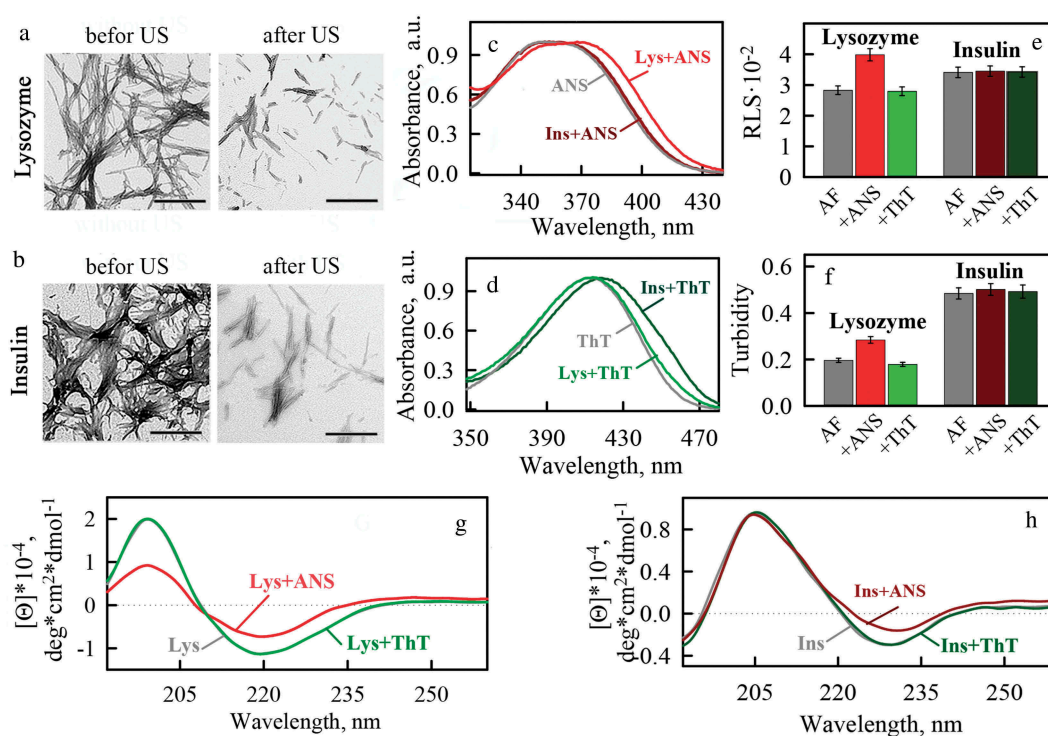 a
befor US
after US
Lysozyme
without US
US
b
befor US
after US
Insulin
c
Absorbance, a.u.
0.9
0.6
0.3
0.0
Lys+ANS
ANS
Ins+ANS
340
370
400
430
Wavelength, nm
d
Absorbance, a.u.
0.9
0.6
0.3
0.0
Ins+ThT
ThT
Lys+ThT
350
390
430
470
Wavelength, nm
e
RLS·10-2
4
2
0
Lysozyme
Insulin
AF
+ANS
+ThT
AF
+ANS
+ThT
f
Turbidity
0.6
0.4
0.2
0.0
Lysozyme
Insulin
AF
+ANS
+ThT
AF
+ANS
+ThT
g
[Θ]*10-4,
deg*cm2*dmol-1
2
1
0
-1
Lys+ANS
Lys
Lys+ThT
205
220
235
250
Wavelength, nm
h
[Θ]*10-4,
deg*cm2*dmol-1
0.8
0.4
0.0
-0.4
Ins+ANS
Ins
Ins+ThT
205
220
235
250
Wavelength, nm